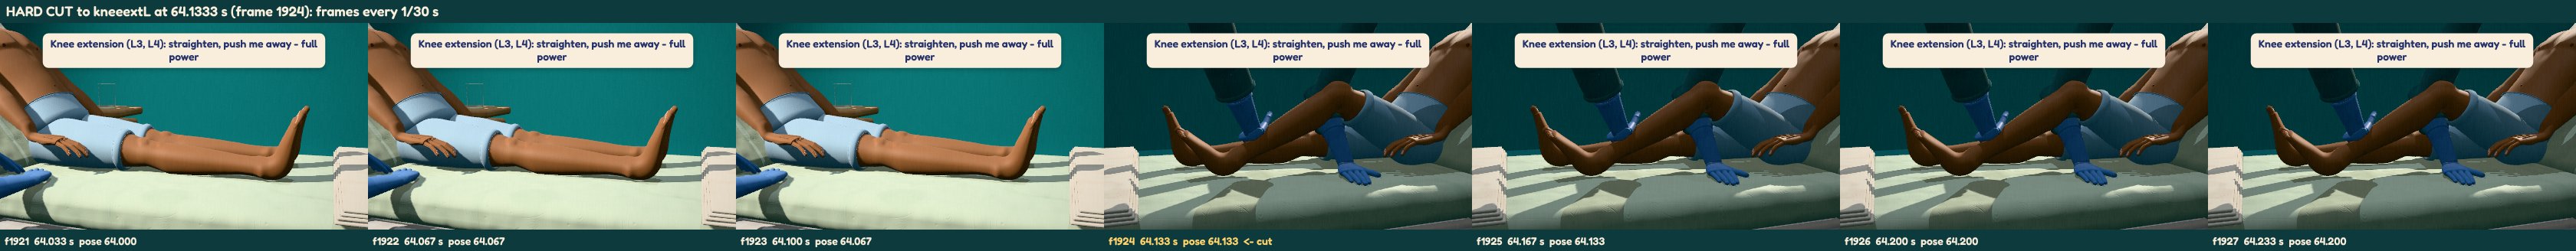 HARD CUT to kneeextL at 64.1333 s (frame 1924): frames every 1/30 s
Knee extension (L3, L4): straighten, push me away - full
power
Knee extension (L3, L4): straighten, push me away - full
power
Knee extension (L3, L4): straighten, push me away - full
power
Knee extension (L3, L4): straighten, push me away - full
power
Knee extension (L3, L4): straighten, push me away - full
power
Knee extension (L3, L4): straighten, push me away - full
power
Knee extension (L3, L4): straighten, push me away - full
power
f1921 64.033 s pose 64.000
f1922 64.067 s pose 64.067
f1923 64.100 s pose 64.067
f1924 64.133 s pose 64.133 <- cut
f1925 64.167 s pose 64.133
f1926 64.200 s pose 64.200
f1927 64.233 s pose 64.200